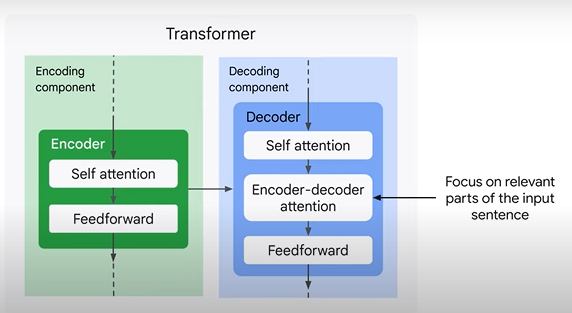 Transformer
Encoding
component
Encoder
Self attention
Feedforward
Decoding
component
Decoder
Self attention
Encoder-decoder
attention
Feedforward
Focus on relevant
parts of the input
sentence